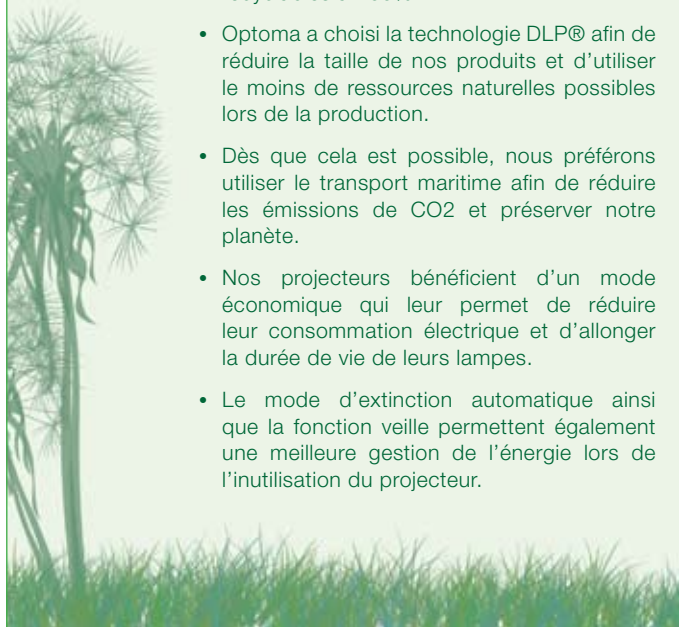 • Optoma a choisi la technologie DLP® afin de
réduire la taille de nos produits et d’utiliser
le moins de ressources naturelles possibles
lors de la production.
• Dès que cela est possible, nous préférons
utiliser le transport maritime afin de réduire
les émissions de CO2 et préserver notre
planète.
• Nos projecteurs bénéficient d’un mode
économique qui leur permet de réduire
leur consommation électrique et d’allonger
la durée de vie de leurs lampes.
• Le mode d’extinction automatique ainsi
que la fonction veille permettent également
une meilleure gestion de l’énergie lors de
l’inutilisation du projecteur.